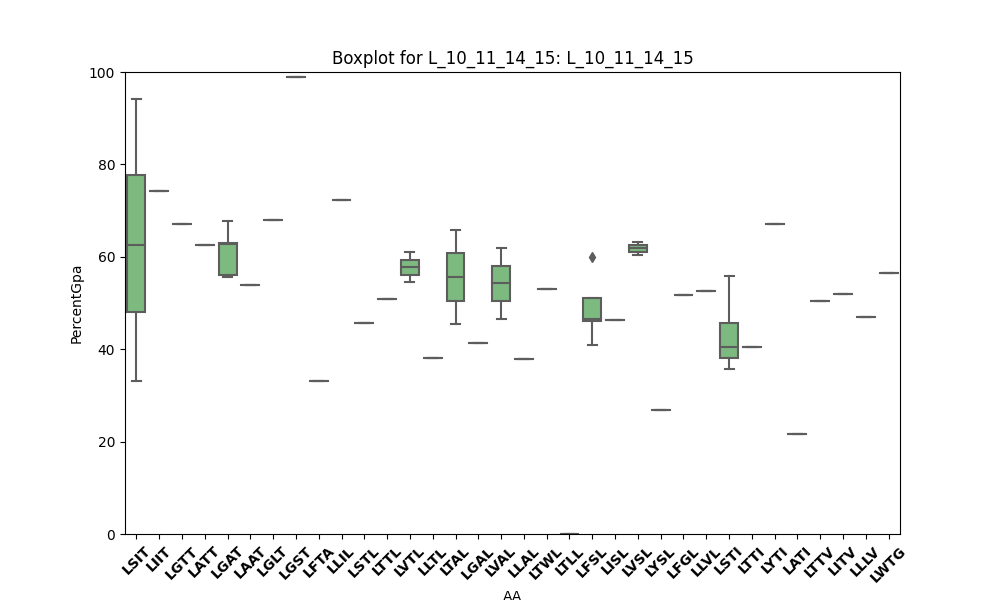 Boxplot for L_10_11_14_15: L_10_11_14_15
PercentGpa
100
80
60
40
20
0
LSIT LIIT LGTT LATT LGAT LAAT LGLT LGST LFTA LLIL LSTL LTTL LVTL LLTL LTAL LGAL LVAL LLAL LTWL LTLL LFSL LISL LVSL LYSL LFGL LLVL LSTI LTTI LYTI LATI LTTV LITV LLLV LWTG
AA